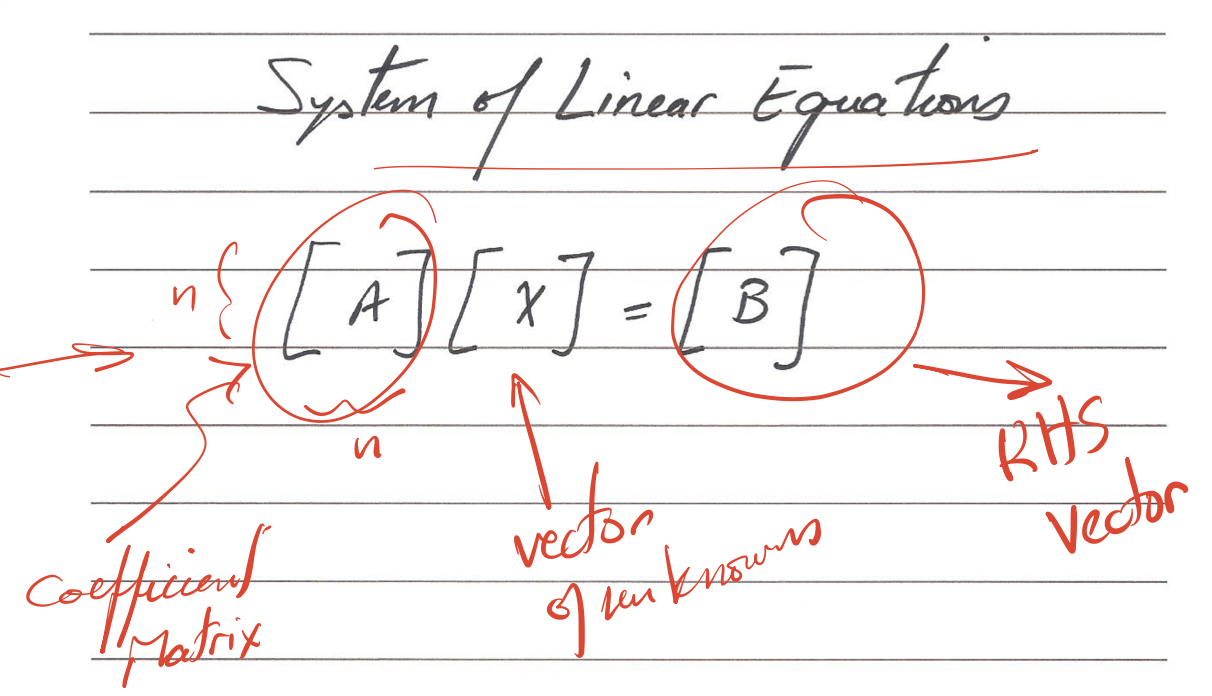 System of Linear Equations
n { [ A ] [ X ] = [ B ]
n
RHS
vector
vector
of unknowns
Coefficient
Matrix